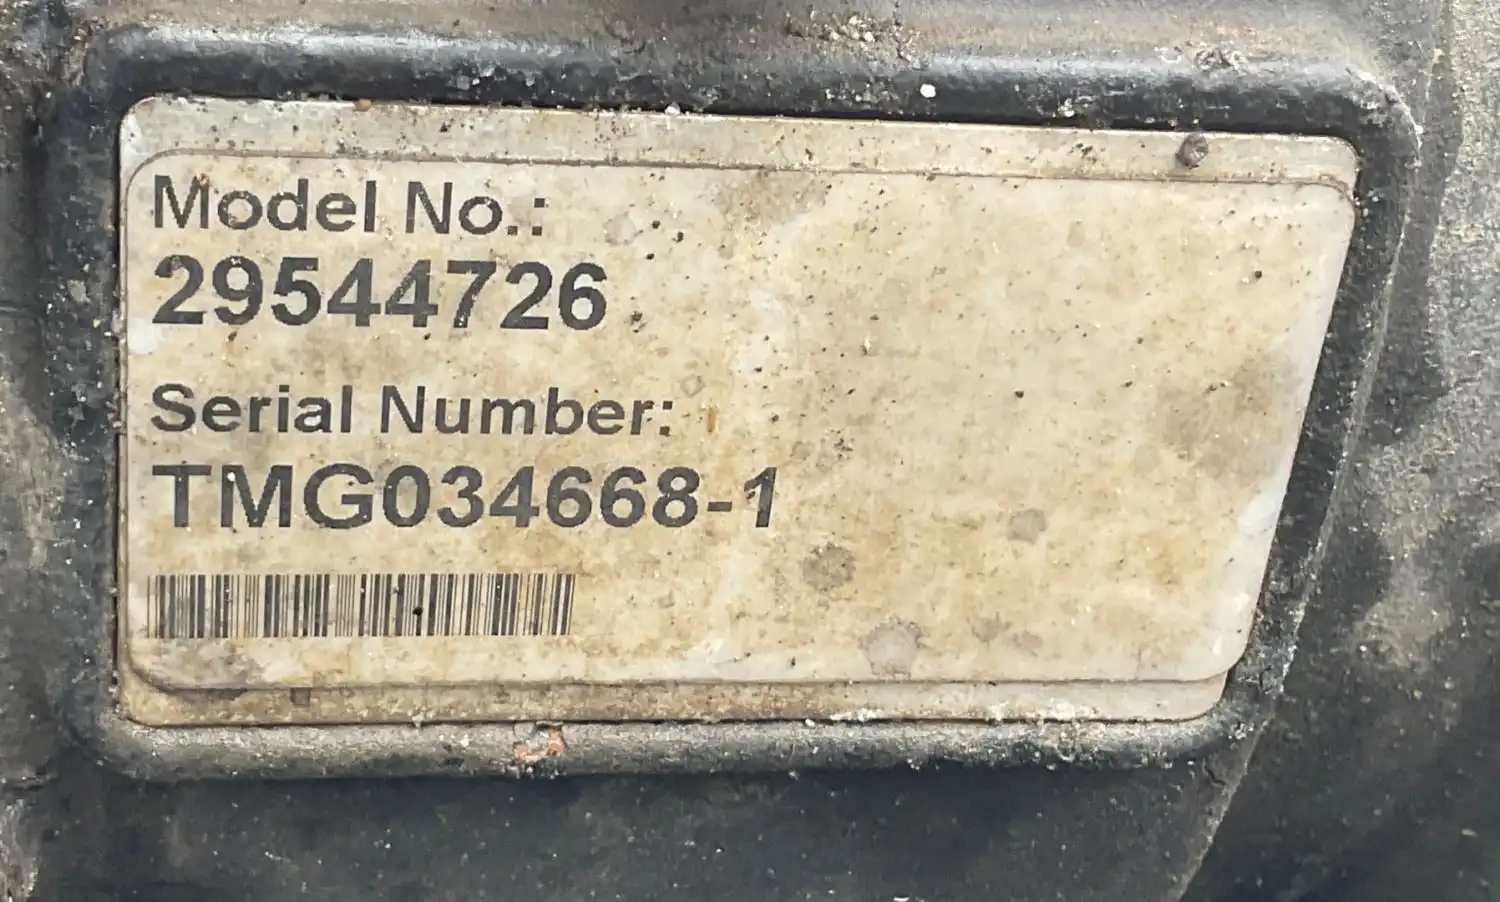 Model No.:
29544726
Serial Number:
TMG034668-1